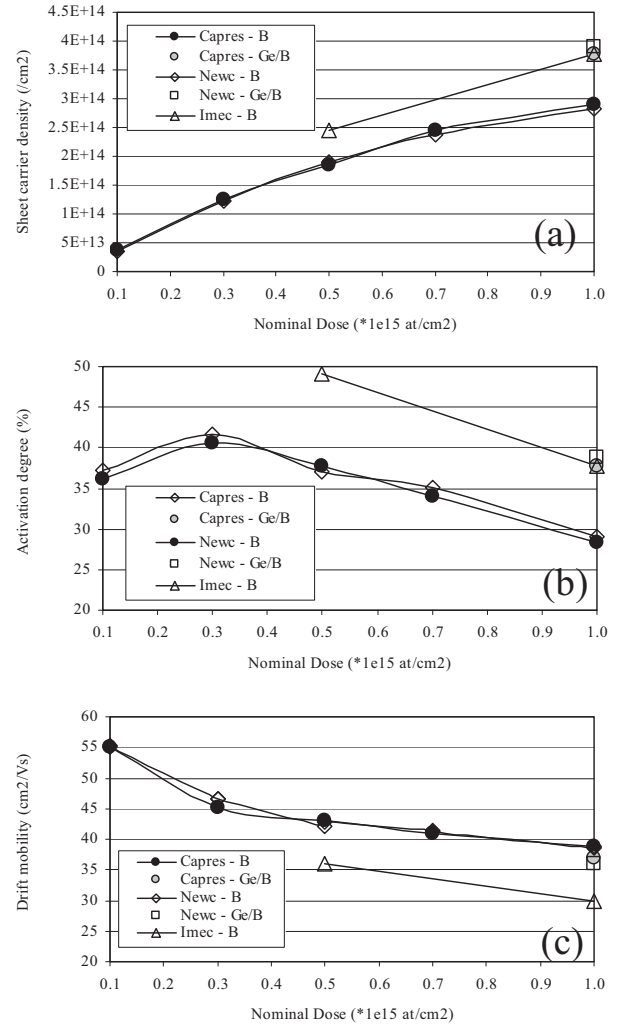 4.5E+14
4E+14
3.5E+14
3E+14
2.5E+14
2E+14
1.5E+14
1E+14
5E+13
0
Sheet carrier density (/cm2)
Capres - B
Capres - Ge/B
Newc - B
Newc - Ge/B
Imec - B
(a)
0.1 0.2 0.3 0.4 0.5 0.6 0.7 0.8 0.9 1.0
Nominal Dose (*1e15 at/cm2)
50
45
40
35
30
25
20
Activation degree (%)
Capres - B
Capres - Ge/B
Newc - B
Newc - Ge/B
Imec - B
(b)
0.1 0.2 0.3 0.4 0.5 0.6 0.7 0.8 0.9 1.0
Nominal Dose (*1e15 at/cm2)
60
55
50
45
40
35
30
25
20
Drift mobility (cm2/Vs)
Capres - B
Capres - Ge/B
Newc - B
Newc - Ge/B
Imec - B
(c)
0.1 0.2 0.3 0.4 0.5 0.6 0.7 0.8 0.9 1.0
Nominal Dose (*1e15 at/cm2)